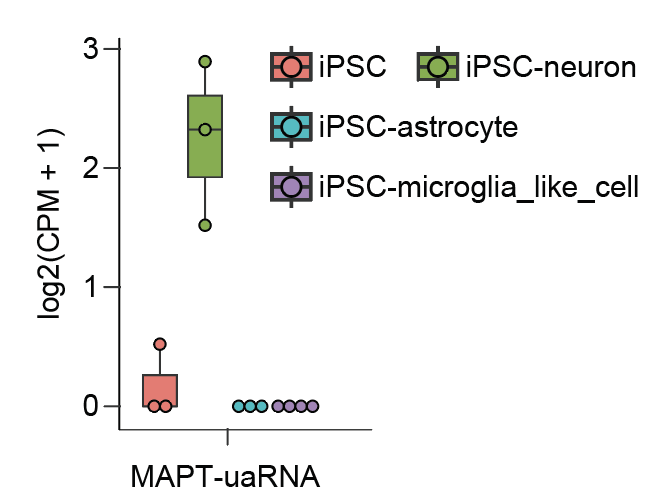 3
2
1
0
log2(CPM + 1)
iPSC
iPSC-neuron
iPSC-astrocyte
iPSC-microglia_like_cell
MAPT-uaRNA